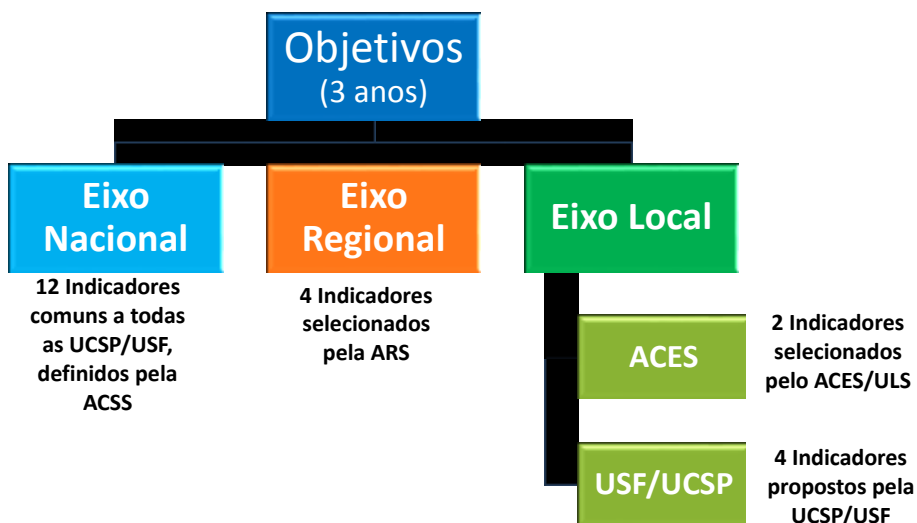 Objetivos
(3 anos)
Eixo
Nacional
Eixo
Regional
Eixo Local
12 Indicadores
comuns a todas
as UCSP/USF,
definidos pela
ACSS
4 Indicadores
selecionados
pela ARS
ACES
2 Indicadores
selecionados
pelo ACES/ULS
USF/UCSP
4 Indicadores
propostos pela
UCSP/USF